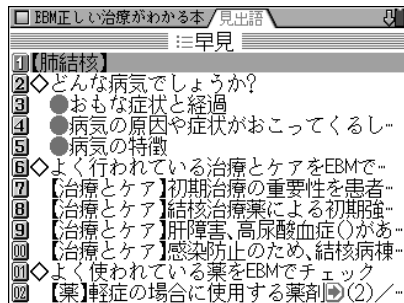 EBM正しい治療がわかる本 見出語
早見
1【肺結核】
2◇どんな病気でしょうか?
3 ●おもな症状と経過
4 ●病気の原因や症状がおこってくるし…
5 ●病気の特徴
6◇よく行われている治療とケアをEBMで…
7 【治療とケア】初期治療の重要性を患者…
8 【治療とケア】結核治療薬による初期強…
9 【治療とケア】肝障害、高尿酸血症()があ…
00 【治療とケア】感染防止のため、結核病棟…
01◇よく使われている薬をEBMでチェック
02 【薬】軽症の場合に使用する薬剤(2)/…